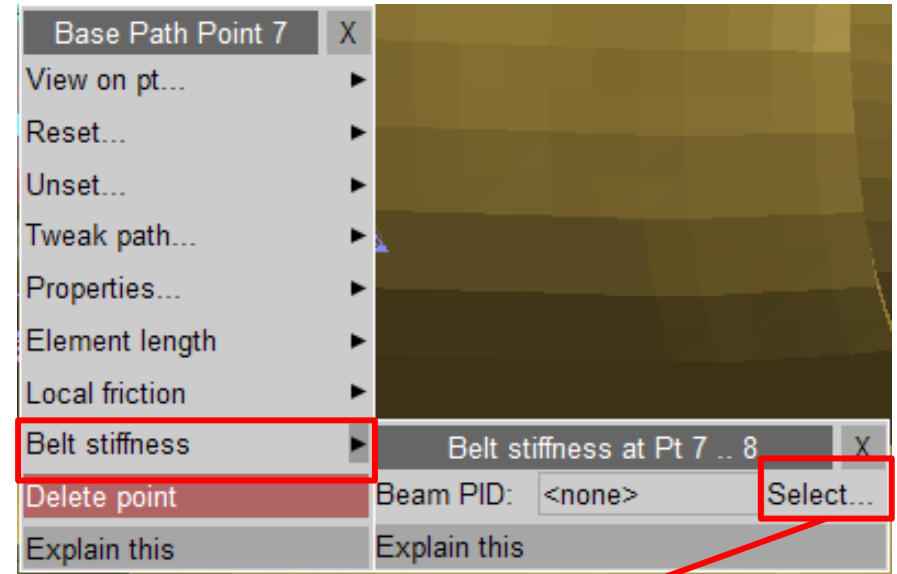 Base Path Point 7 X
View on pt...
Reset...
Unset...
Tweak path...
Properties...
Element length
Local friction
Belt stiffness
Delete point
Explain this
Belt stiffness at Pt 7 .. 8 X
Beam PID: <none> Select...
Explain this